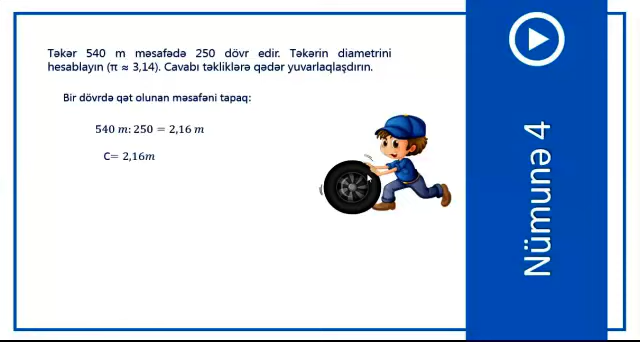 Təkər 540 m məsafədə 250 dövr edir. Təkərin diametrini
hesablayın (π ≈ 3,14). Cavabı təkliklərə qədər yuvarlaqlaşdırın.
Bir dövrdə qət olunan məsafəni tapaq:
540 m: 250 = 2,16 m
C= 2,16m
Nümunə 4